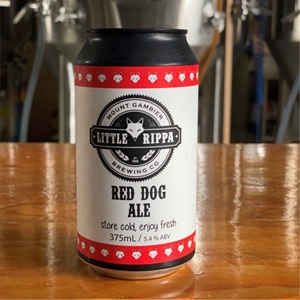 MOUNT GAMBIER
LITTLE RIPPA
BREWING CO
RED DOG
ALE
store cold, enjoy fresh
375mL / 5.4 % ABV